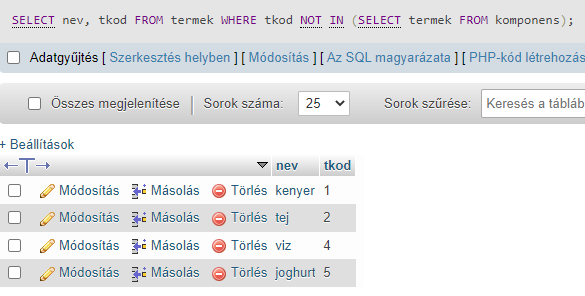 SELECT nev, tkod FROM termek WHERE tkod NOT IN (SELECT termek FROM komponens);
Adatgyűjtés [ Szerkesztés helyben ] [ Módosítás ] [ Az SQL magyarázata ] [ PHP-kód létrehozás
Összes megjelenítése | Sorok száma: 25 Sorok szűrése: Keresés a tábláb
+ Beállítások
←T→ nev tkod
Módosítás Másolás Törlés kenyer 1
Módosítás Másolás Törlés tej 2
Módosítás Másolás Törlés viz 4
Módosítás Másolás Törlés joghurt 5